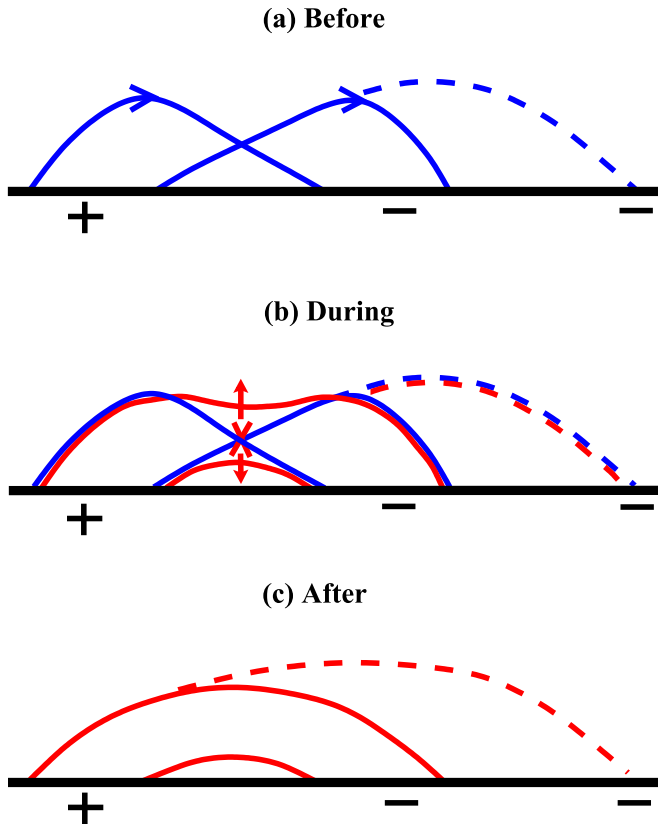 (a) Before
+ − −
(b) During
+ − −
(c) After
+ − −